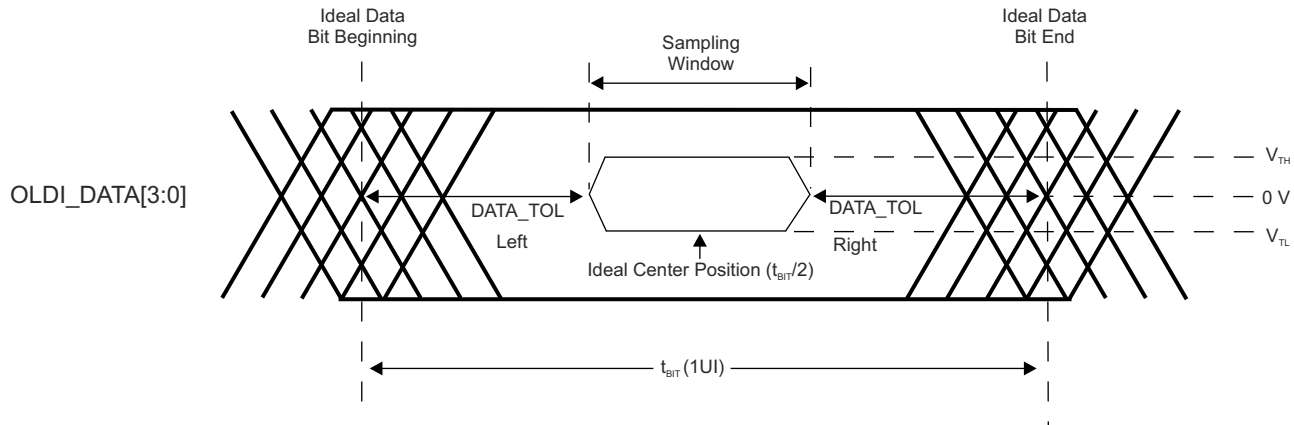 Ideal Data
Bit Beginning
Ideal Data
Bit End
Sampling
Window
V_TH
OLDI_DATA[3:0]
0 V
DATA_TOL
Left
DATA_TOL
Right
V_TL
Ideal Center Position (t_BIT/2)
t_BIT (1UI)